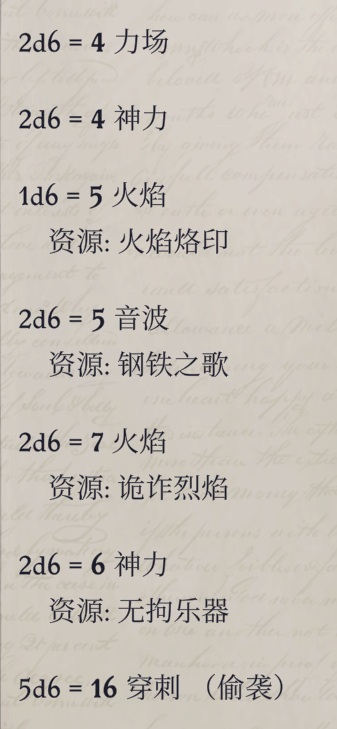 2d6 = 4 力场
2d6 = 4 神力
1d6 = 5 火焰
资源: 火焰烙印
2d6 = 5 音波
资源: 钢铁之歌
2d6 = 7 火焰
资源: 诡诈烈焰
2d6 = 6 神力
资源: 无拘乐器
5d6 = 16 穿刺 （偷袭）